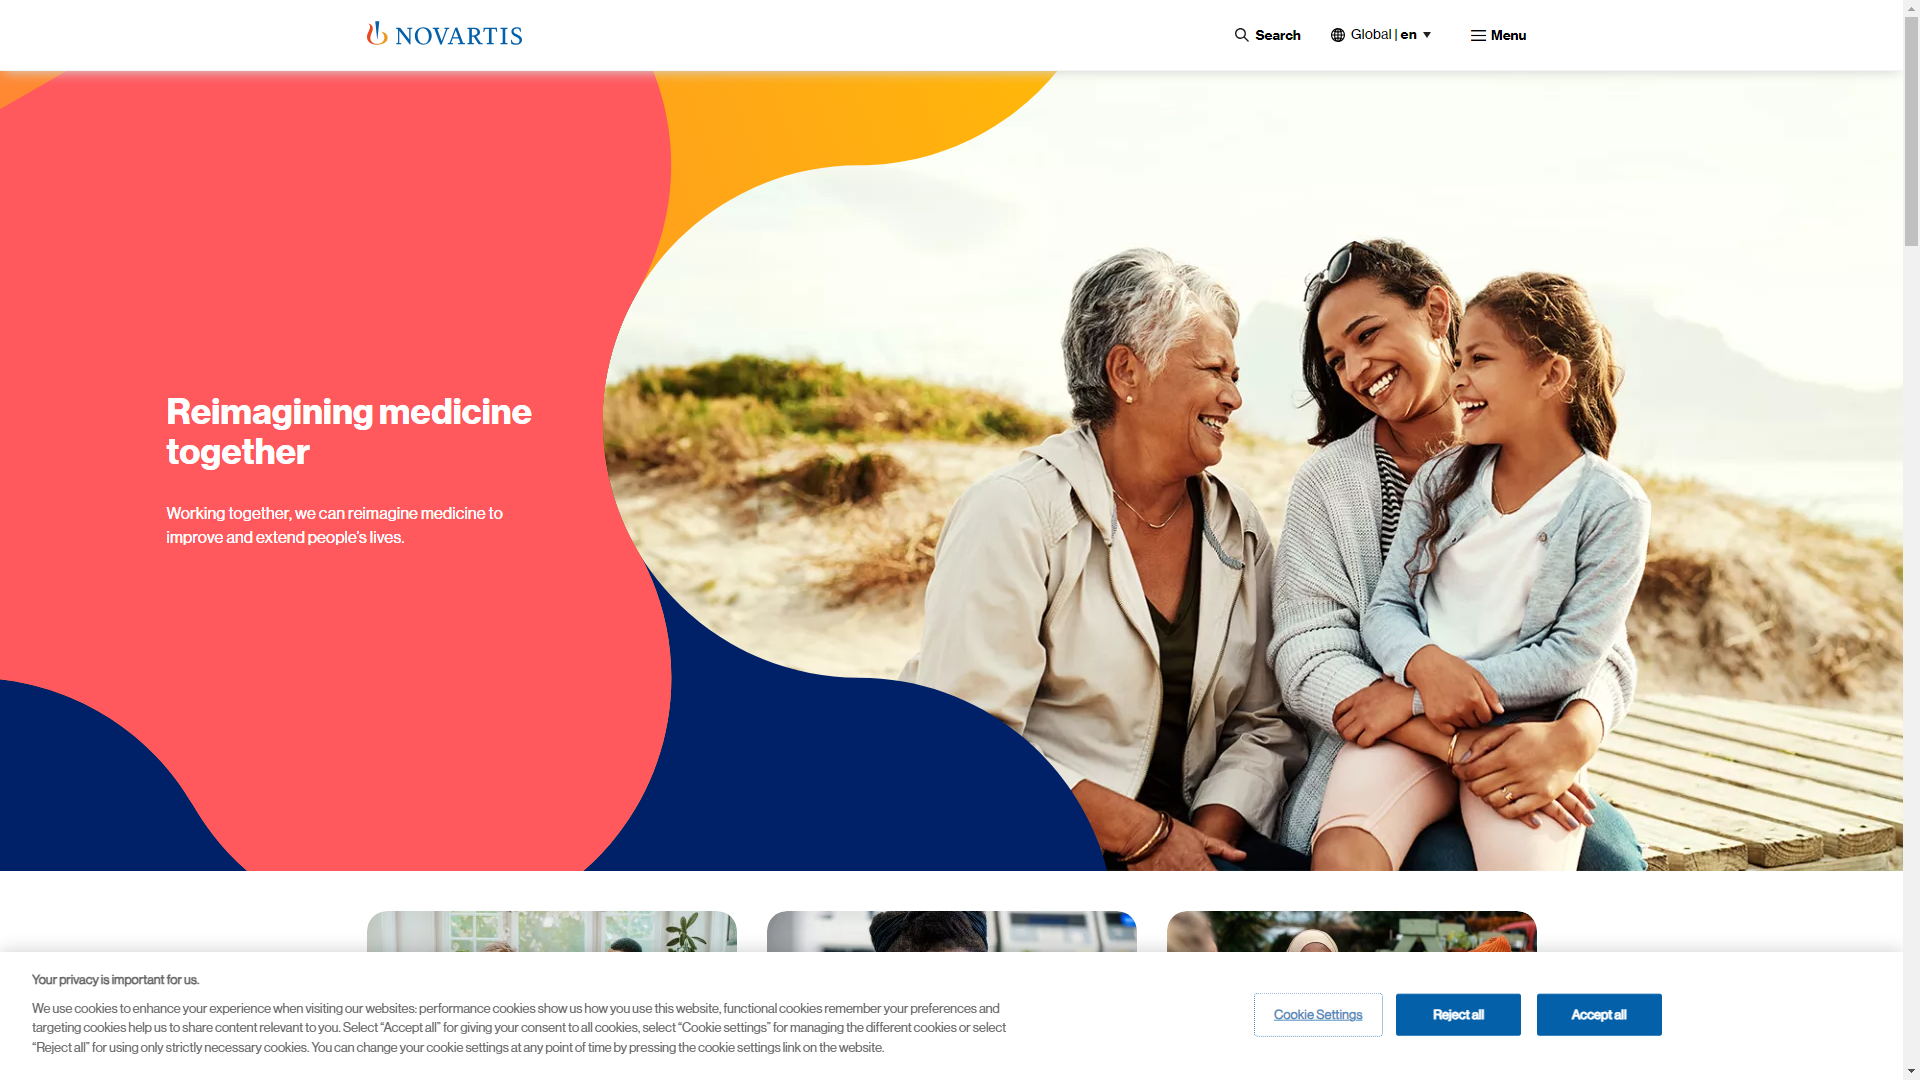 NOVARTIS
Search
Global | en
Menu
Reimagining medicine
together
Working together, we can reimagine medicine to
improve and extend people's lives.
Your privacy is important for us.
We use cookies to enhance your experience when visiting our websites: performance cookies show us how you use this website, functional cookies remember your preferences and
targeting cookies help us to share content relevant to you. Select “Accept all” for giving your consent to all cookies, select “Cookie settings” for managing the different cookies or select
“Reject all” for using only strictly necessary cookies. You can change your cookie settings at any point of time by pressing the cookie settings link on the website.
Cookie Settings
Reject all
Accept all